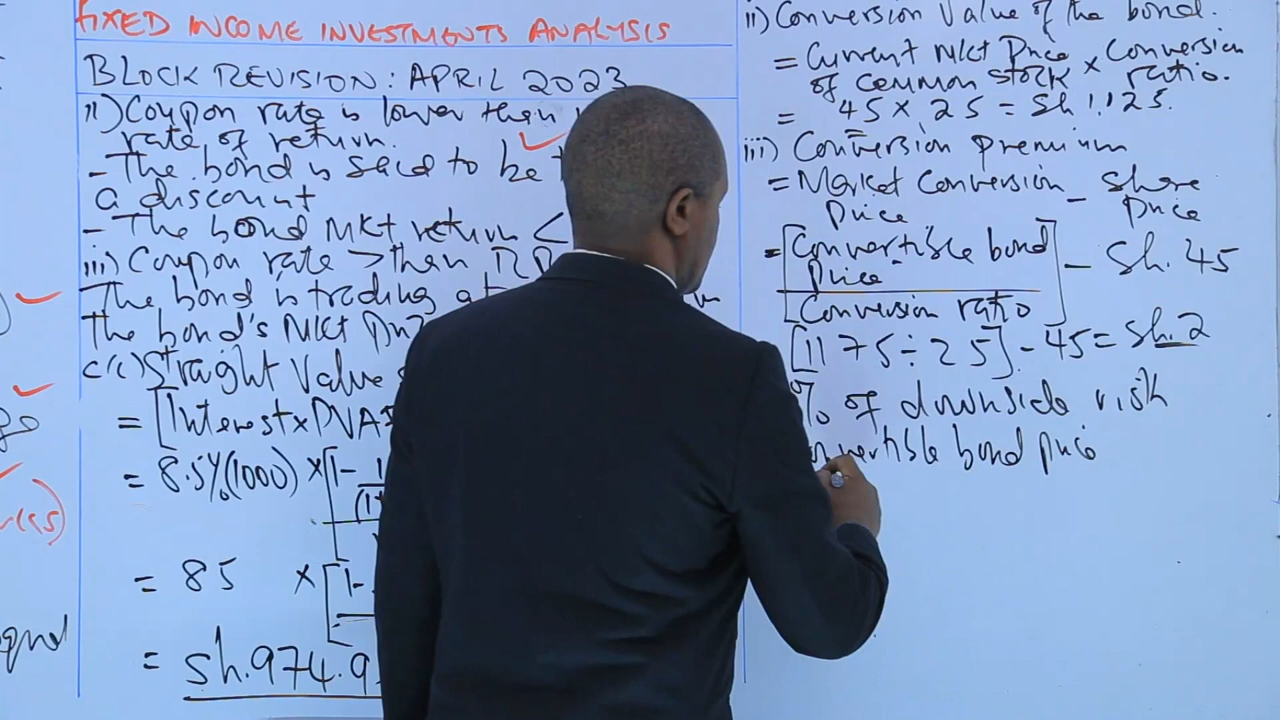 FIXED INCOME INVESTMENTS ANALYSIS
BLOCK REVISION: APRIL 2023
ii) Coupon rate is lower than
rate of return.
- The bond is said to be
a discount
- The bond Mkt return <
iii) Coupon rate > than RR
The bond is trading at
The bond's Mkt
c(i) Straight Value
= [Interest x PVAI
= 8.5%(1000) x [1- 1
(1+
= 85 x [1-
= sh.974.9
ii) Conversion Value of the bond.
= Current Mkt Price x Conversion
of common stock ratio.
= 45 x 25 = Sh 1,125.
iii) Conversion premium
= Market Conversion - Share
Price Price
= [Convertible bond
Price
Conversion ratio] - Sh. 45
[1175 ÷ 25] - 45 = Sh. 2
% of downside risk
bond price